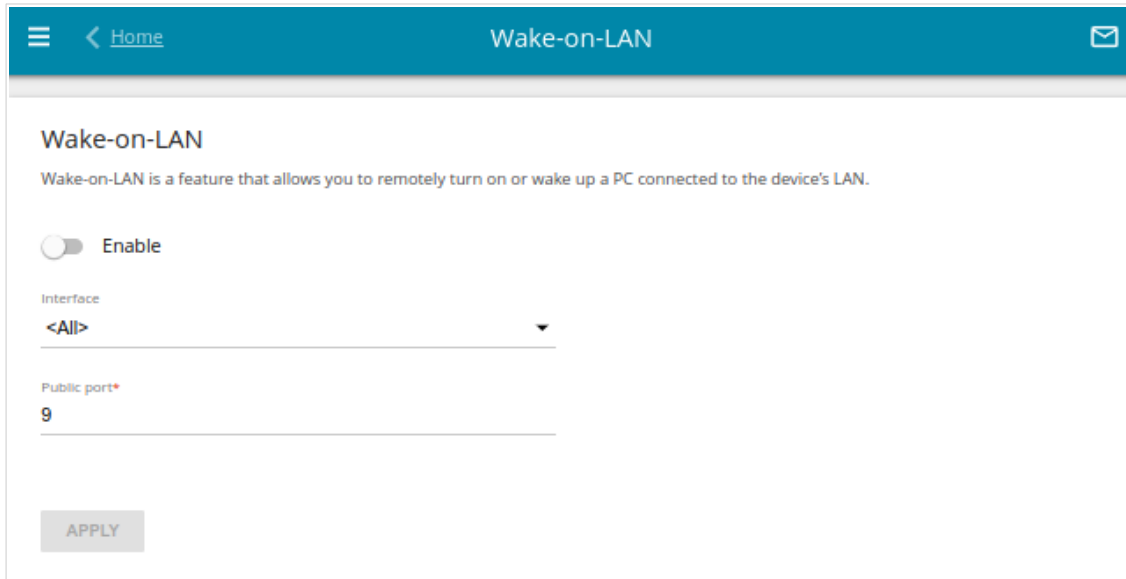 Home
Wake-on-LAN
Wake-on-LAN
Wake-on-LAN is a feature that allows you to remotely turn on or wake up a PC connected to the device's LAN.
Enable
Interface
<All>
Public port*
9
APPLY